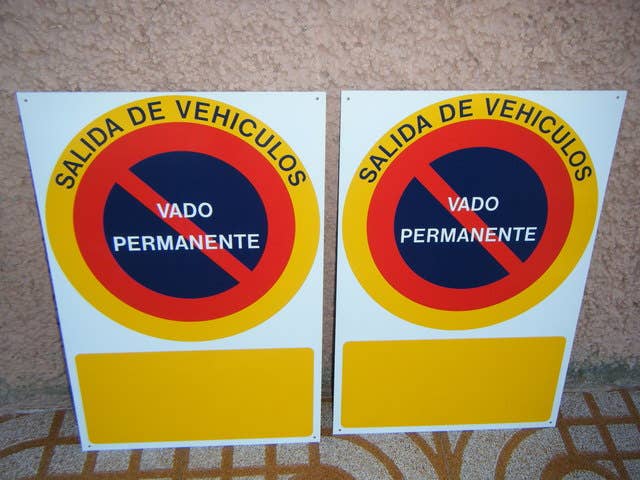 SALIDA DE VEHICULOS
VADO
PERMANENTE
SALIDA DE VEHICULOS
VADO
PERMANENTE